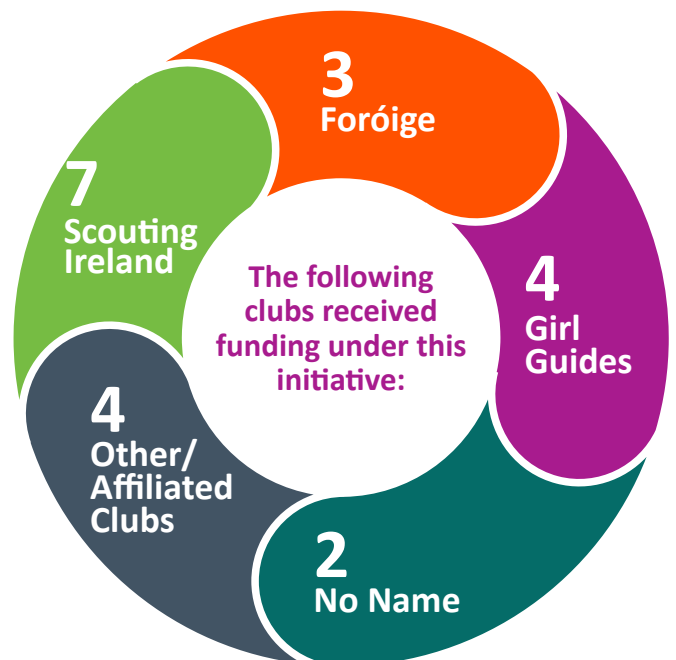 3
Foróige
7
Scouting
Ireland
The following
clubs received
funding under this
initiative:
4
Girl
Guides
4
Other/
Affiliated
Clubs
2
No Name